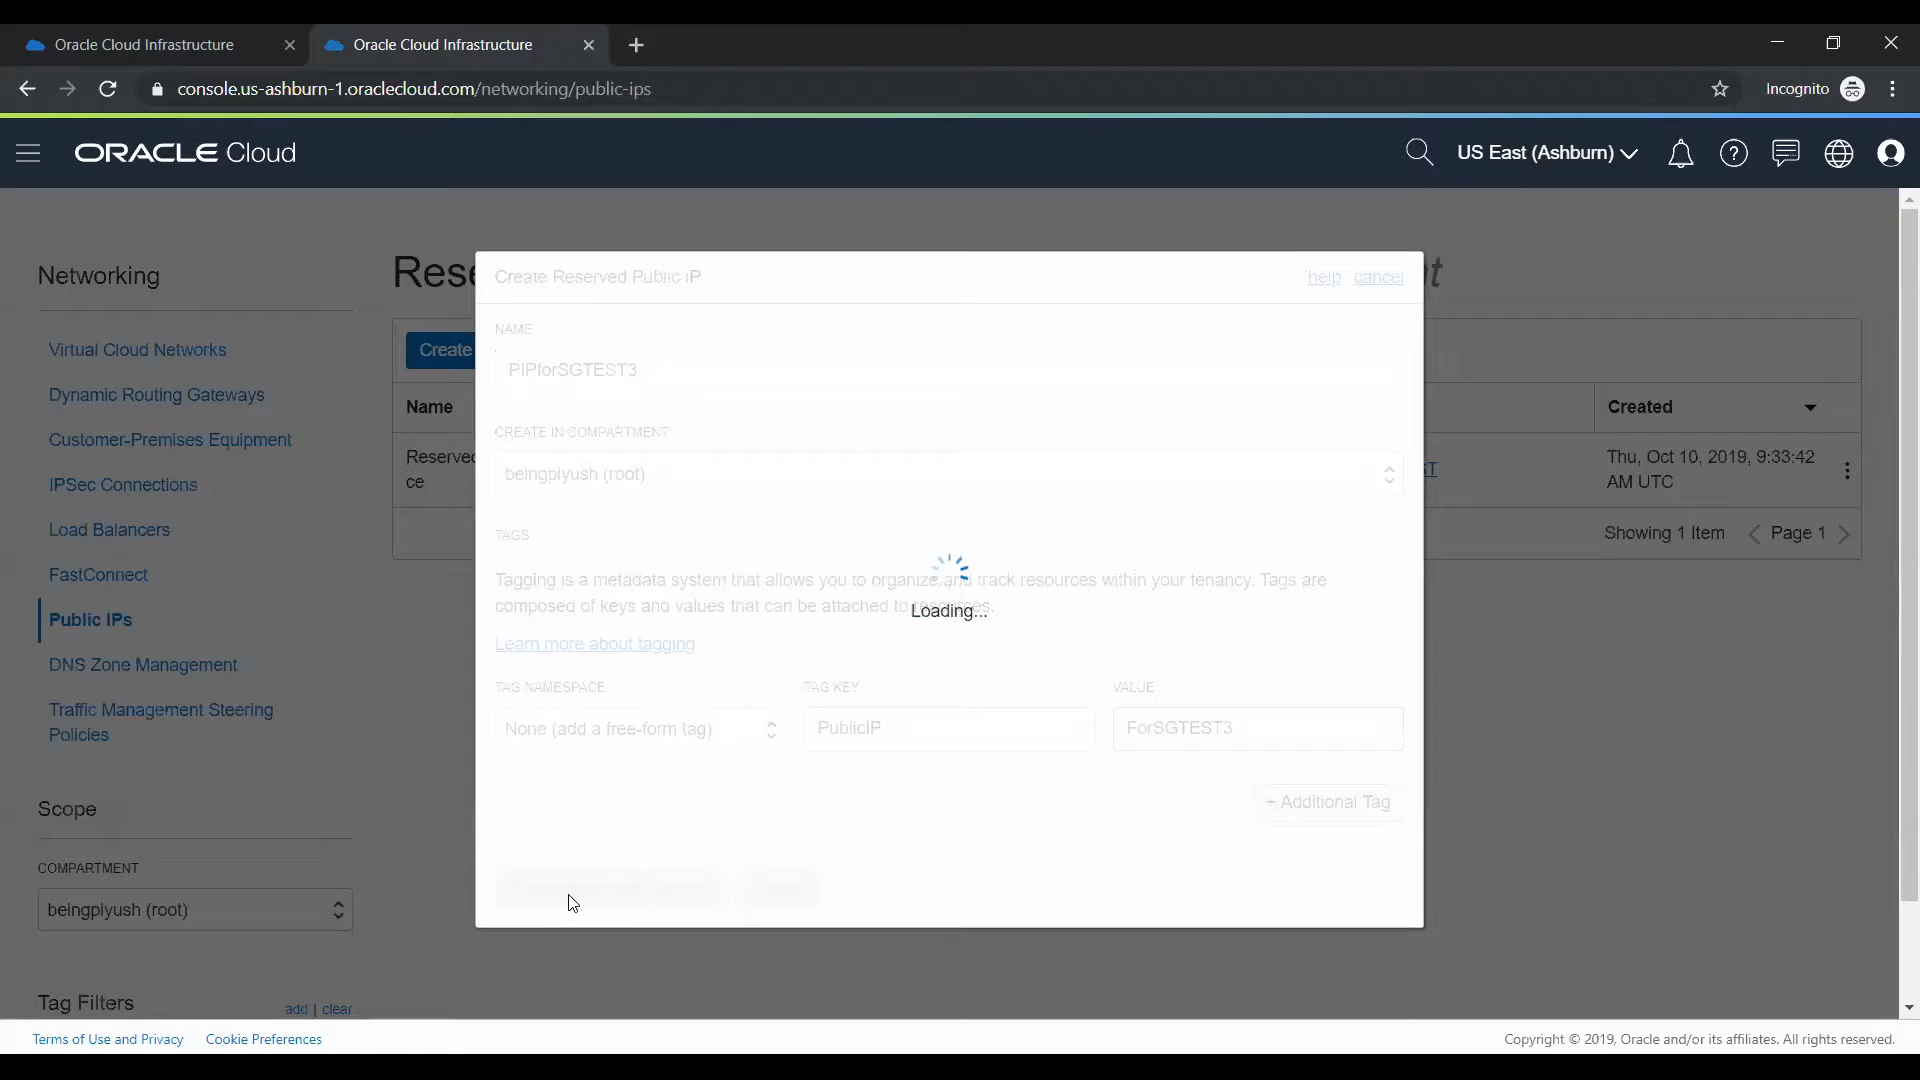 Oracle Cloud Infrastructure
Oracle Cloud Infrastructure
console.us-ashburn-1.oraclecloud.com/networking/public-ips
Incognito
ORACLE Cloud
US East (Ashburn)
Networking
Virtual Cloud Networks
Dynamic Routing Gateways
Customer-Premises Equipment
IPSec Connections
Load Balancers
FastConnect
Public IPs
DNS Zone Management
Traffic Management Steering
Policies
Scope
COMPARTMENT
beingpiyush (root)
Tag Filters
add | clear
Create
Name
Created
Thu, Oct 10, 2019, 9:33:42
AM UTC
Showing 1 Item
Page 1
Create Reserved Public IP
help cancel
NAME
PIPforSGTEST3
CREATE IN COMPARTMENT
beingpiyush (root)
TAGS
Tagging is a metadata system that allows you to organize and track resources within your tenancy. Tags are
composed of keys and values that can be attached to resources.
Loading...
Learn more about tagging
TAG NAMESPACE
TAG KEY
VALUE
None (add a free-form tag)
PublicIP
ForSGTEST3
+ Additional Tag
Terms of Use and Privacy
Cookie Preferences
Copyright © 2019, Oracle and/or its affiliates. All rights reserved.